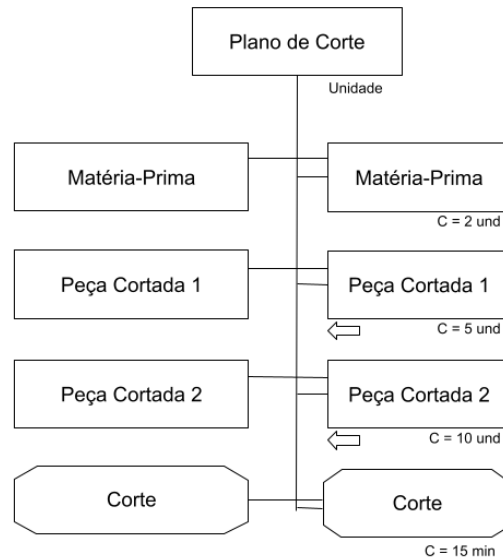 Plano de Corte
Unidade
Matéria-Prima
Matéria-Prima
C = 2 und
Peça Cortada 1
Peça Cortada 1
C = 5 und
Peça Cortada 2
Peça Cortada 2
C = 10 und
Corte
Corte
C = 15 min